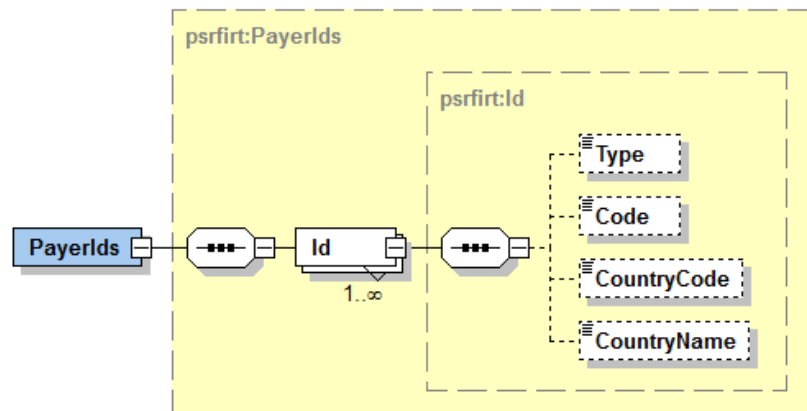 psrfirt:PayerIds
psrfirt:Id
Type
Code
PayerIds
Id
CountryCode
1..∞
CountryName